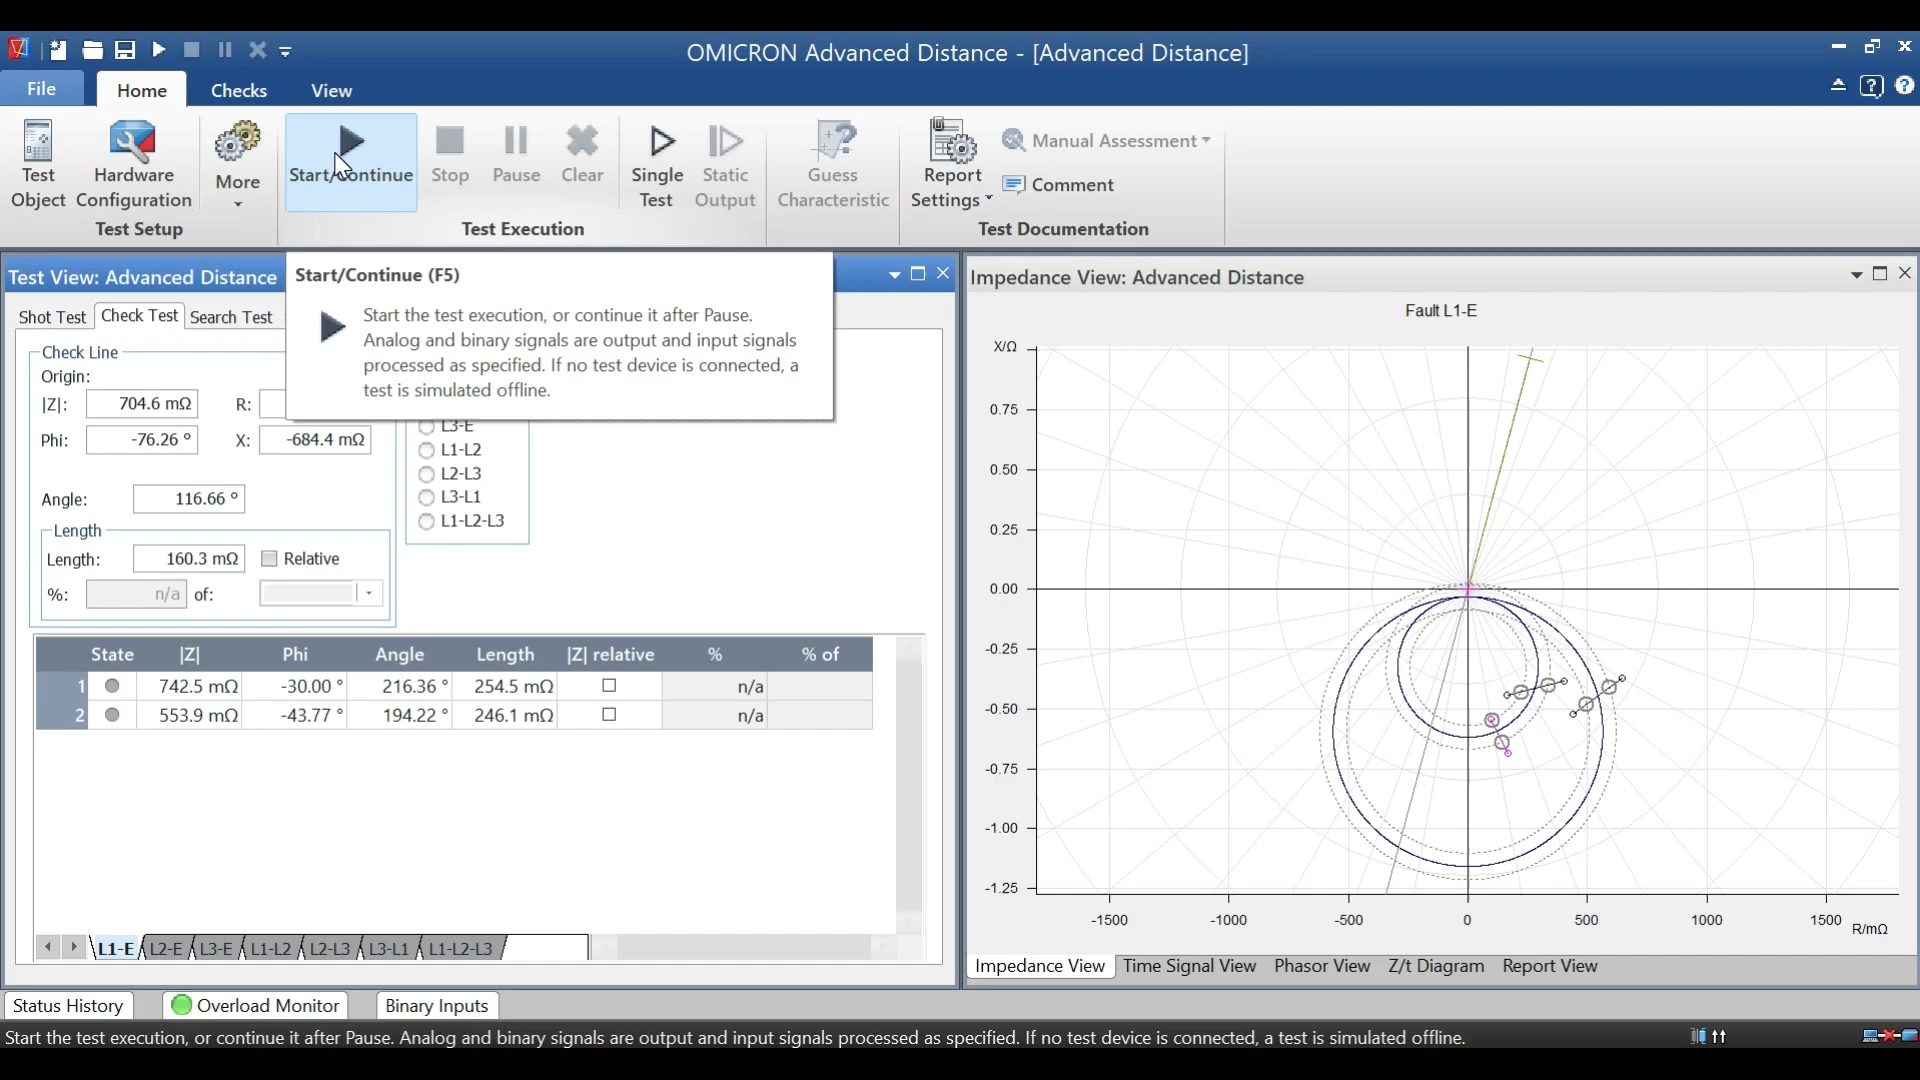 OMICRON Advanced Distance - [Advanced Distance]
File
Home
Checks
View
Test Object
Hardware Configuration
More
Start/Continue
Stop
Pause
Clear
Single Test
Static Output
Guess Characteristic
Report Settings
Manual Assessment
Comment
Test Setup
Test Execution
Test Documentation
Test View: Advanced Distance
Start/Continue (F5)
Start the test execution, or continue it after Pause.
Analog and binary signals are output and input signals
processed as specified. If no test device is connected, a
test is simulated offline.
Shot Test
Check Test
Search Test
Check Line
Origin:
|Z|: 704.6 mΩ R:
Phi: -76.26 ° X: -684.4 mΩ
Angle: 116.66 °
Length
Length: 160.3 mΩ Relative
%: n/a of:
L3-E
L1-L2
L2-L3
L3-L1
L1-L2-L3
State |Z| Phi Angle Length |Z| relative % % of
1 742.5 mΩ -30.00 ° 216.36 ° 254.5 mΩ n/a
2 553.9 mΩ -43.77 ° 194.22 ° 246.1 mΩ n/a
L1-E L2-E L3-E L1-L2 L2-L3 L3-L1 L1-L2-L3
Impedance View: Advanced Distance
Fault L1-E
X/Ω
0.75
0.50
0.25
0.00
-0.25
-0.50
-0.75
-1.00
-1.25
-1500 -1000 -500 0 500 1000 1500
R/mΩ
Impedance View Time Signal View Phasor View Z/t Diagram Report View
Status History Overload Monitor Binary Inputs
Start the test execution, or continue it after Pause. Analog and binary signals are output and input signals processed as specified. If no test device is connected, a test is simulated offline.